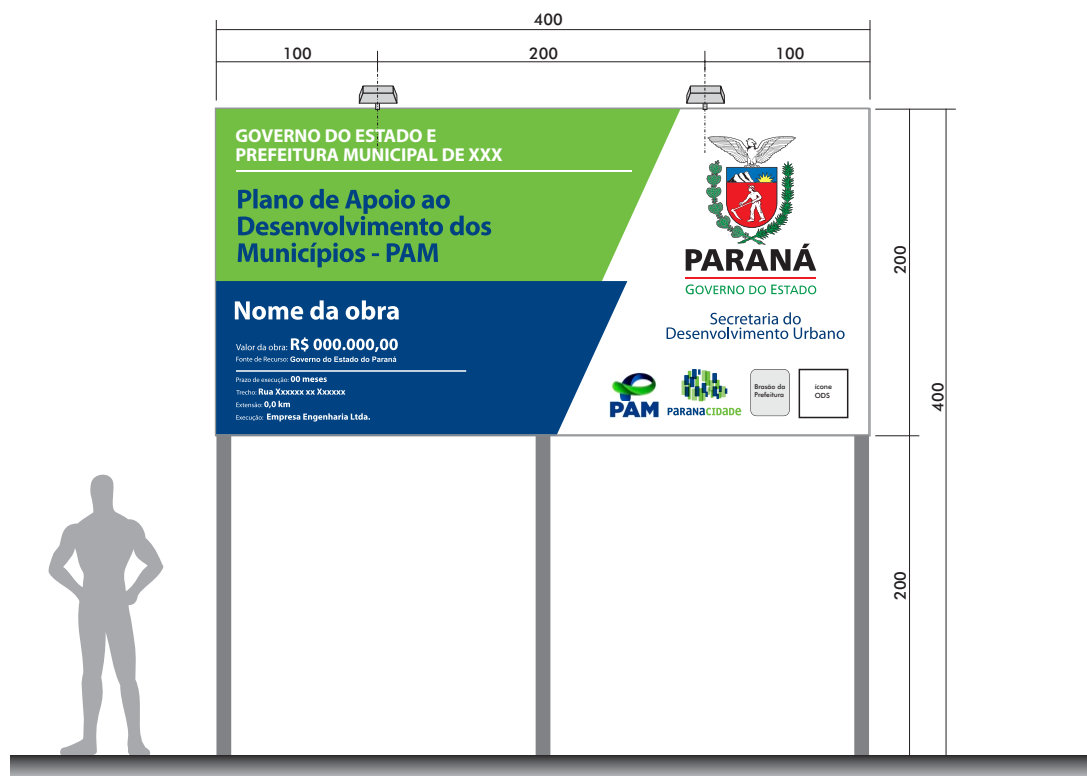 400
100
200
100
GOVERNO DO ESTADO E
PREFEITURA MUNICIPAL DE XXX
Plano de Apoio ao
Desenvolvimento dos
Municípios - PAM
Nome da obra
Valor da obra: R$ 000.000,00
Fonte de Recurso: Governo do Estado do Paraná
Prazo de execução: 00 meses
Trecho: Rua Xxxxxx xx Xxxxxx
Extensão: 0,0 km
Execução: Empresa Engenharia Ltda.
PARANÁ
GOVERNO DO ESTADO
Secretaria do
Desenvolvimento Urbano
PAM
PARANACIDADE
Brasão da
Prefeitura
ícone
ODS
200
400
200